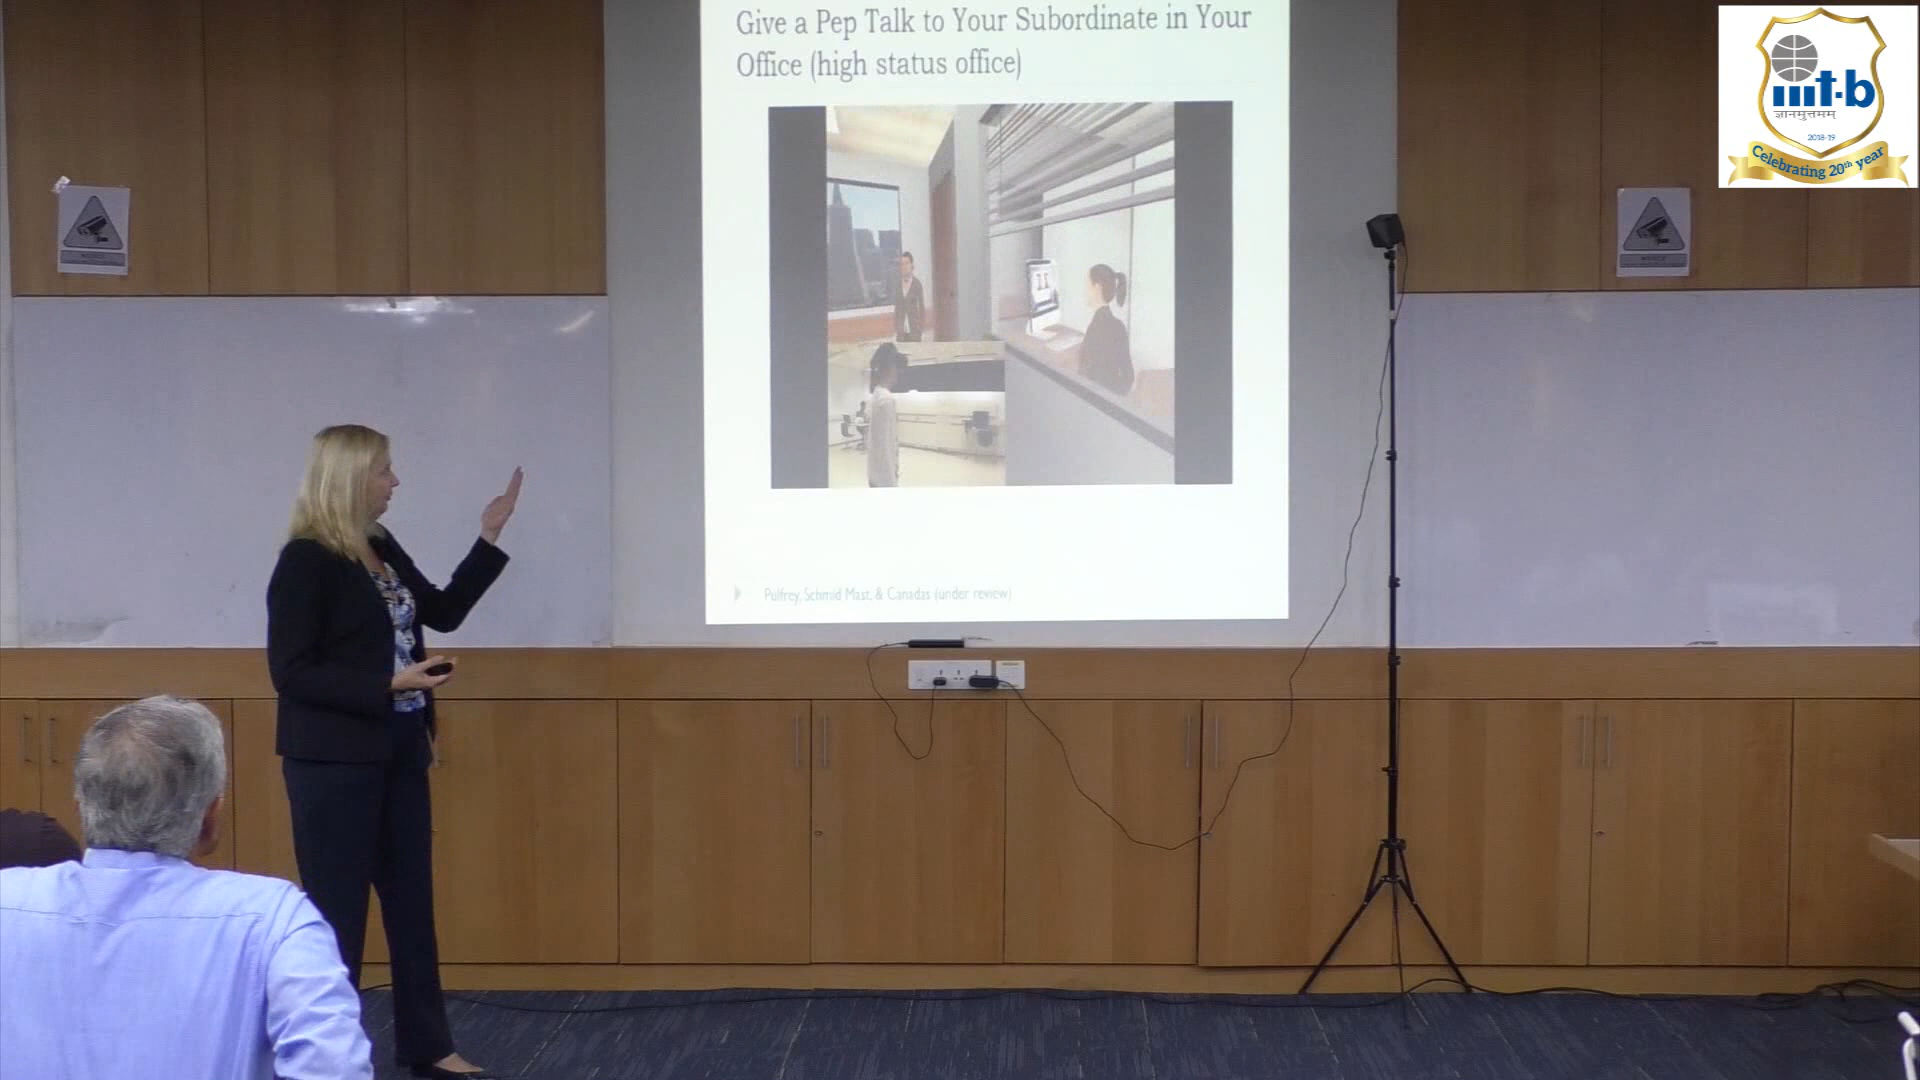 Give a Pep Talk to Your Subordinate in Your
Office (high status office)
Pulfrey, Schmid Mast, & Canadas (under review)
iiit-b
ज्ञानमुत्तमम्
2018-19
Celebrating 20th year